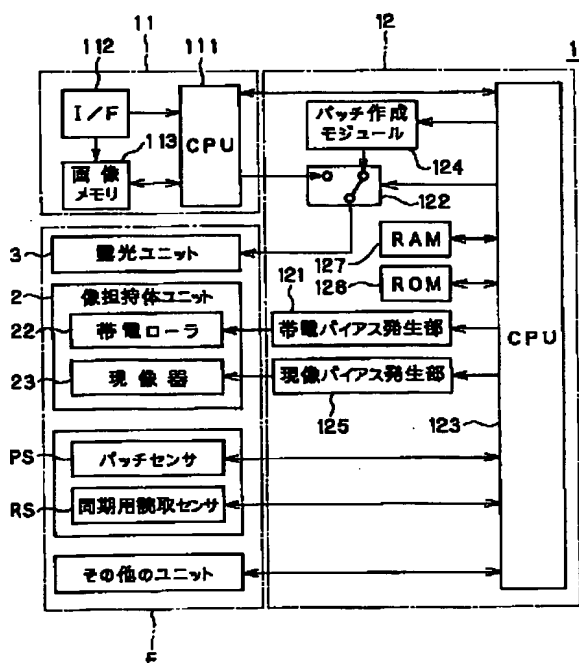 112
11
111
12
1
I/F
CPU
113
画像
メモリ
パッチ作成
モジュール
124
122
3
露光ユニット
127
RAM
2
像担持体ユニット
121
126
ROM
22
帯電ローラ
帯電バイアス発生部
CPU
23
現像器
現像バイアス発生部
125
123
PS
パッチセンサ
RS
同期用読取センサ
その他のユニット
E